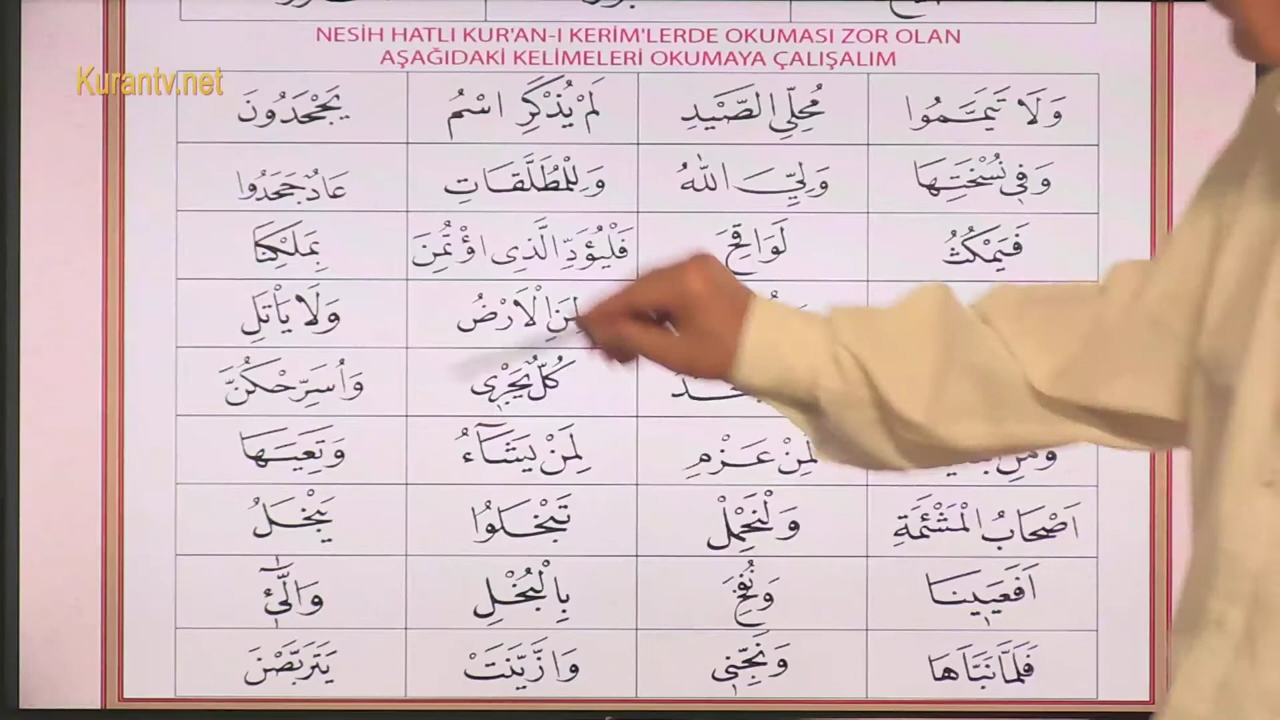 NESİH HATLI KUR'AN-I KERİM'LERDE OKUMASI ZOR OLAN
AŞAĞIDAKİ KELİMELERİ OKUMAYA ÇALIŞALIM
Kurantv.net
وَلَا تَيَمَّمُوا مُحِلِّي الصَّيْدِ لَمْ يُذْكَرِ اسْمُ يَجْحَدُونَ
وَفِي نُسْخَتِهَا وَلِيِّيَ اللّٰهُ وَلِلْمُطَلَّقَاتِ عَادٌ جَحَدُوا
فَيَمْكُثُ لَوَاقِحَ فَلْيُؤَدِّ الَّذِي اؤْتُمِنَ بِمَلْكِنَا
لِمَنِ الْاَرْضُ وَلَا يَأْتَلِ
كُلٌّ يَجْرِي وَاُسَرِّحْكُنَّ
لَمِنْ عَزْمِ لِمَنْ يَشَآءُ وَتَعِيَهَا
اَصْحَابُ الْمَشْئَمَةِ وَلْنَحْمِلْ تَبْخَلُوا يَبْخَلُ
اَفَعَيِينَا وَنُفِخَ بِالْبُخْلِ وَالّٰٓـِٔي
فَلَمَّا نَبَّاَهَا وَنَجِّنِي وَازَّيَّنَتْ يَتَرَبَّصْنَ